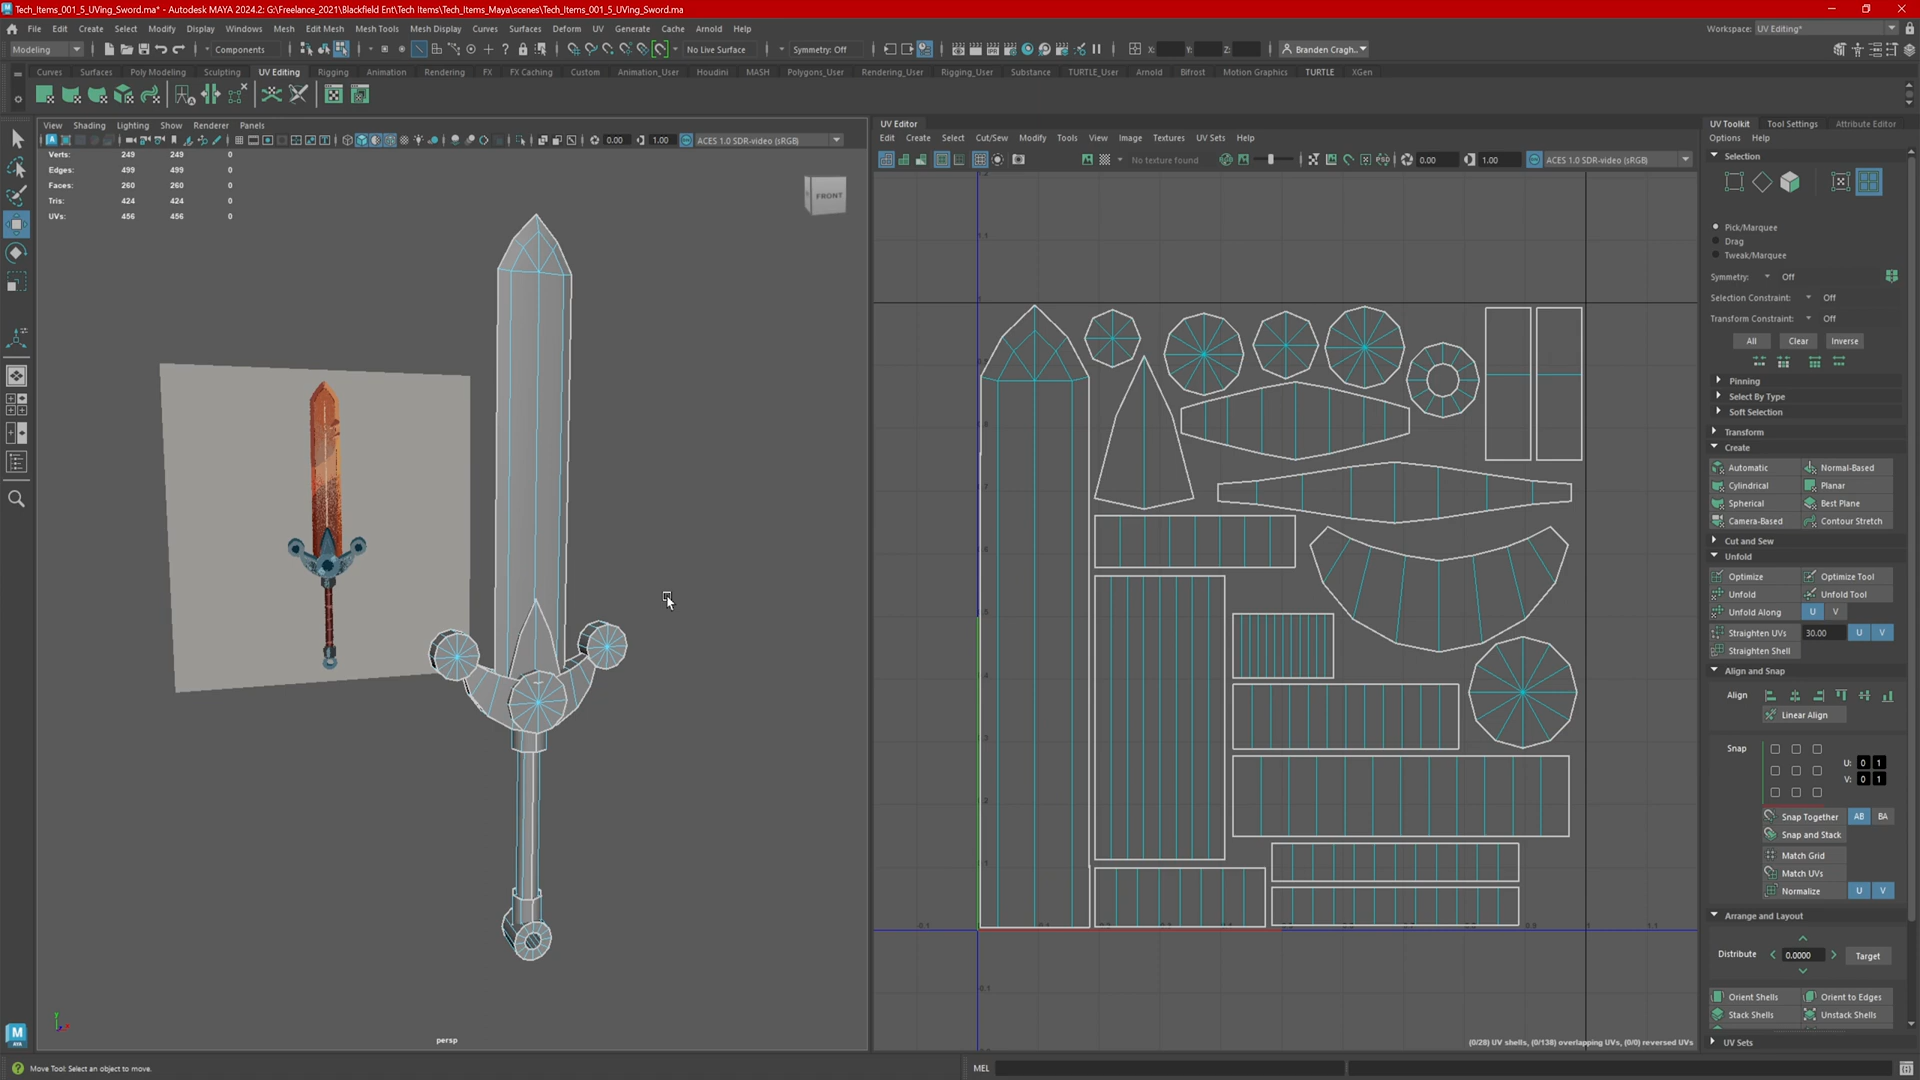 Tech_Items_001_5_UVing_Sword.ma* - Autodesk MAYA 2024.2: G:\Freelance_2021\Blackfield Ent\Tech Items\Tech_Items_Maya\scenes\Tech_Items_001_5_UVing_Sword.ma
File Edit Create Select Modify Display Windows Mesh Edit Mesh Mesh Tools Mesh Display Curves Surfaces Deform UV Generate Cache Arnold Help
Workspace: UV Editing*
Modeling Components No Live Surface Symmetry: Off X: Y: Z: Branden Cragh..
Curves Surfaces Poly Modeling Sculpting UV Editing Rigging Animation Rendering FX FX Caching Custom Animation_User Houdini MASH Polygons_User Rendering_User Rigging_User Substance TURTLE_User Arnold Bifrost Motion Graphics TURTLE XGen
View Shading Lighting Show Renderer Panels
0.00 1.00 ACES 1.0 SDR-video (sRGB)
Verts: 249 249 0
Edges: 499 499 0
Faces: 260 260 0
Tris: 424 424 0
UVs: 456 456 0
FRONT
persp
UV Editor
Edit Create Select Cut/Sew Modify Tools View Image Textures UV Sets Help
No texture found 0.00 1.00 ACES 1.0 SDR-video (sRGB)
(0/28) UV shells, (0/138) overlapping UVs, (0/0) reversed UVs
UV Toolkit Tool Settings Attribute Editor
Options Help
Selection
Pick/Marquee
Drag
Tweak/Marquee
Symmetry: Off
Selection Constraint: Off
Transform Constraint: Off
All Clear Inverse
Pinning
Select By Type
Soft Selection
Transform
Create
Automatic Normal-Based
Cylindrical Planar
Spherical Best Plane
Camera-Based Contour Stretch
Cut and Sew
Unfold
Optimize Optimize Tool
Unfold Unfold Tool
Unfold Along U V
Straighten UVs 30.00 U V
Straighten Shell
Align and Snap
Align
Linear Align
Snap U: 0 1
V: 0 1
Snap Together AB BA
Snap and Stack
Match Grid
Match UVs
Normalize U V
Arrange and Layout
Distribute 0.0000 Target
Orient Shells Orient to Edges
Stack Shells Unstack Shells
UV Sets
Move Tool: Select an object to move.
MEL